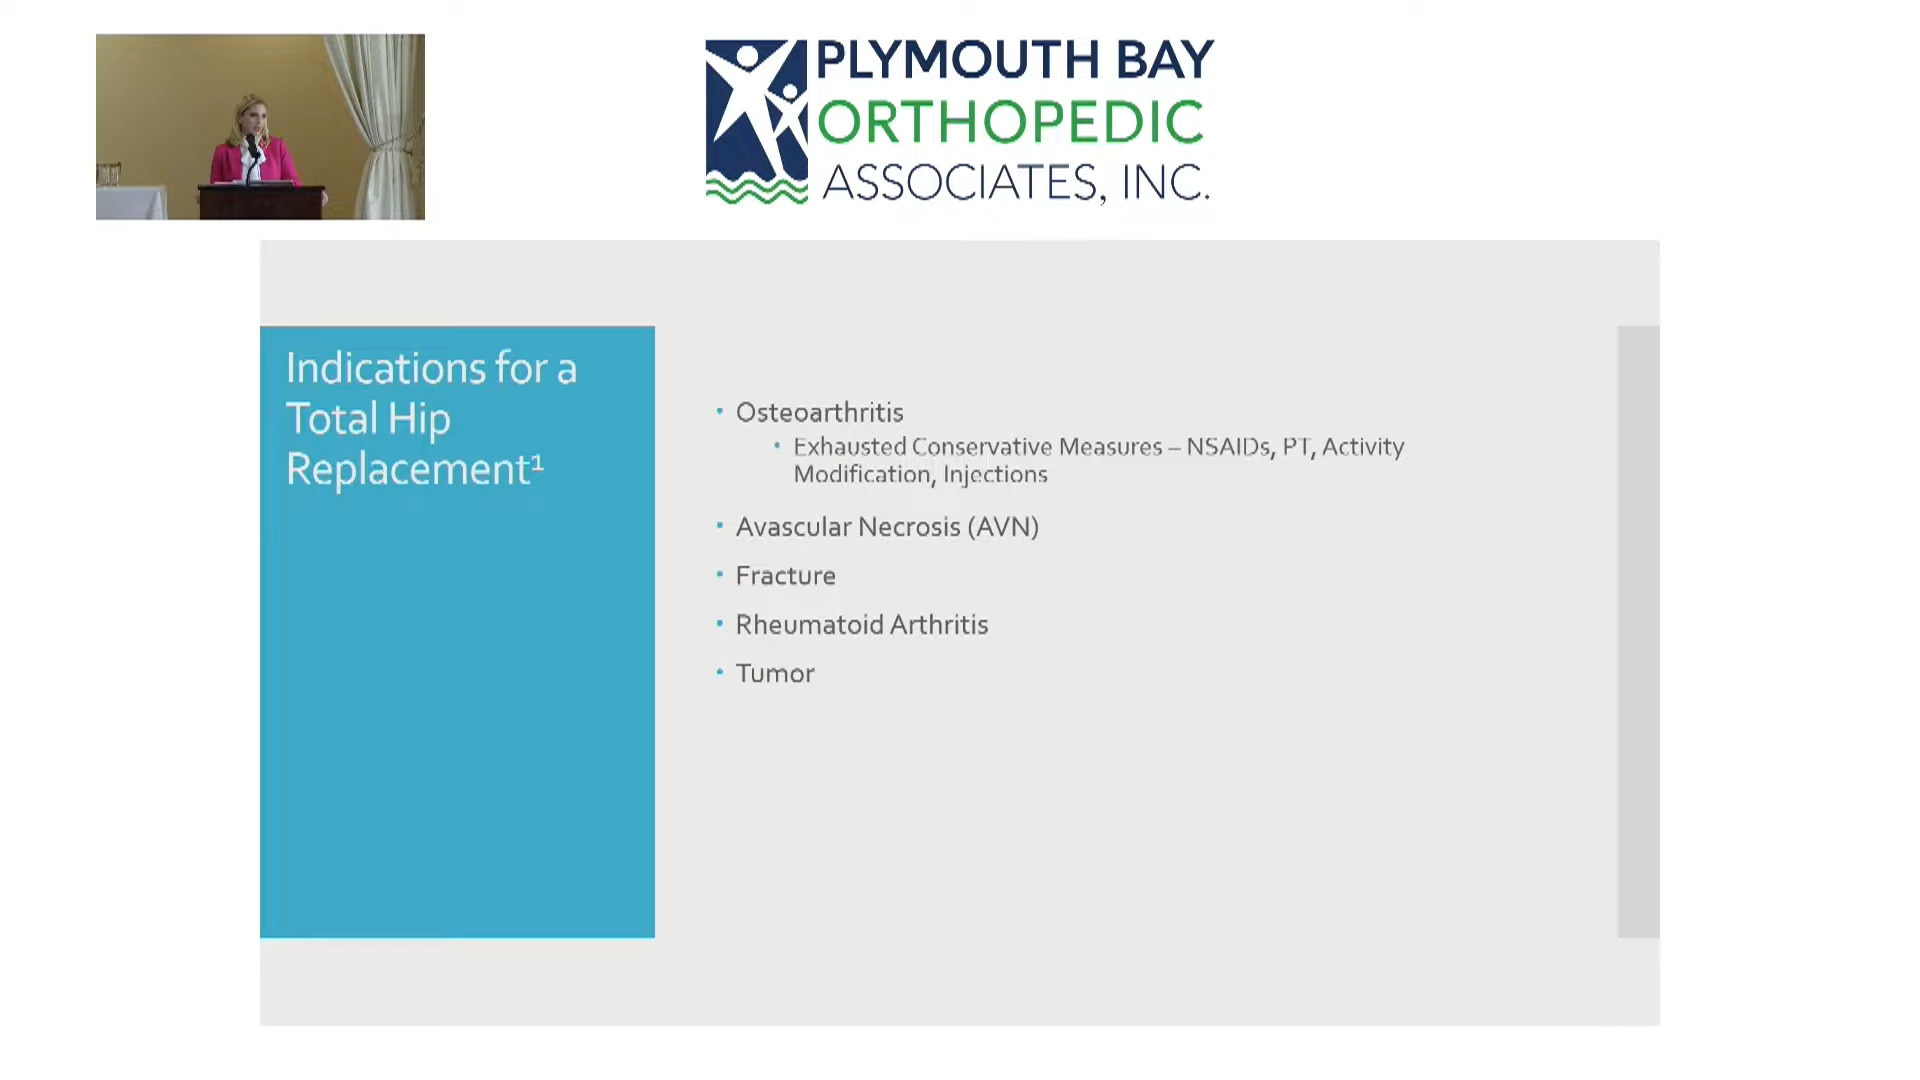 PLYMOUTH BAY
ORTHOPEDIC
ASSOCIATES, INC.
Indications for a
Total Hip
Replacement¹
• Osteoarthritis
• Exhausted Conservative Measures – NSAIDs, PT, Activity
Modification, Injections
• Avascular Necrosis (AVN)
• Fracture
• Rheumatoid Arthritis
• Tumor